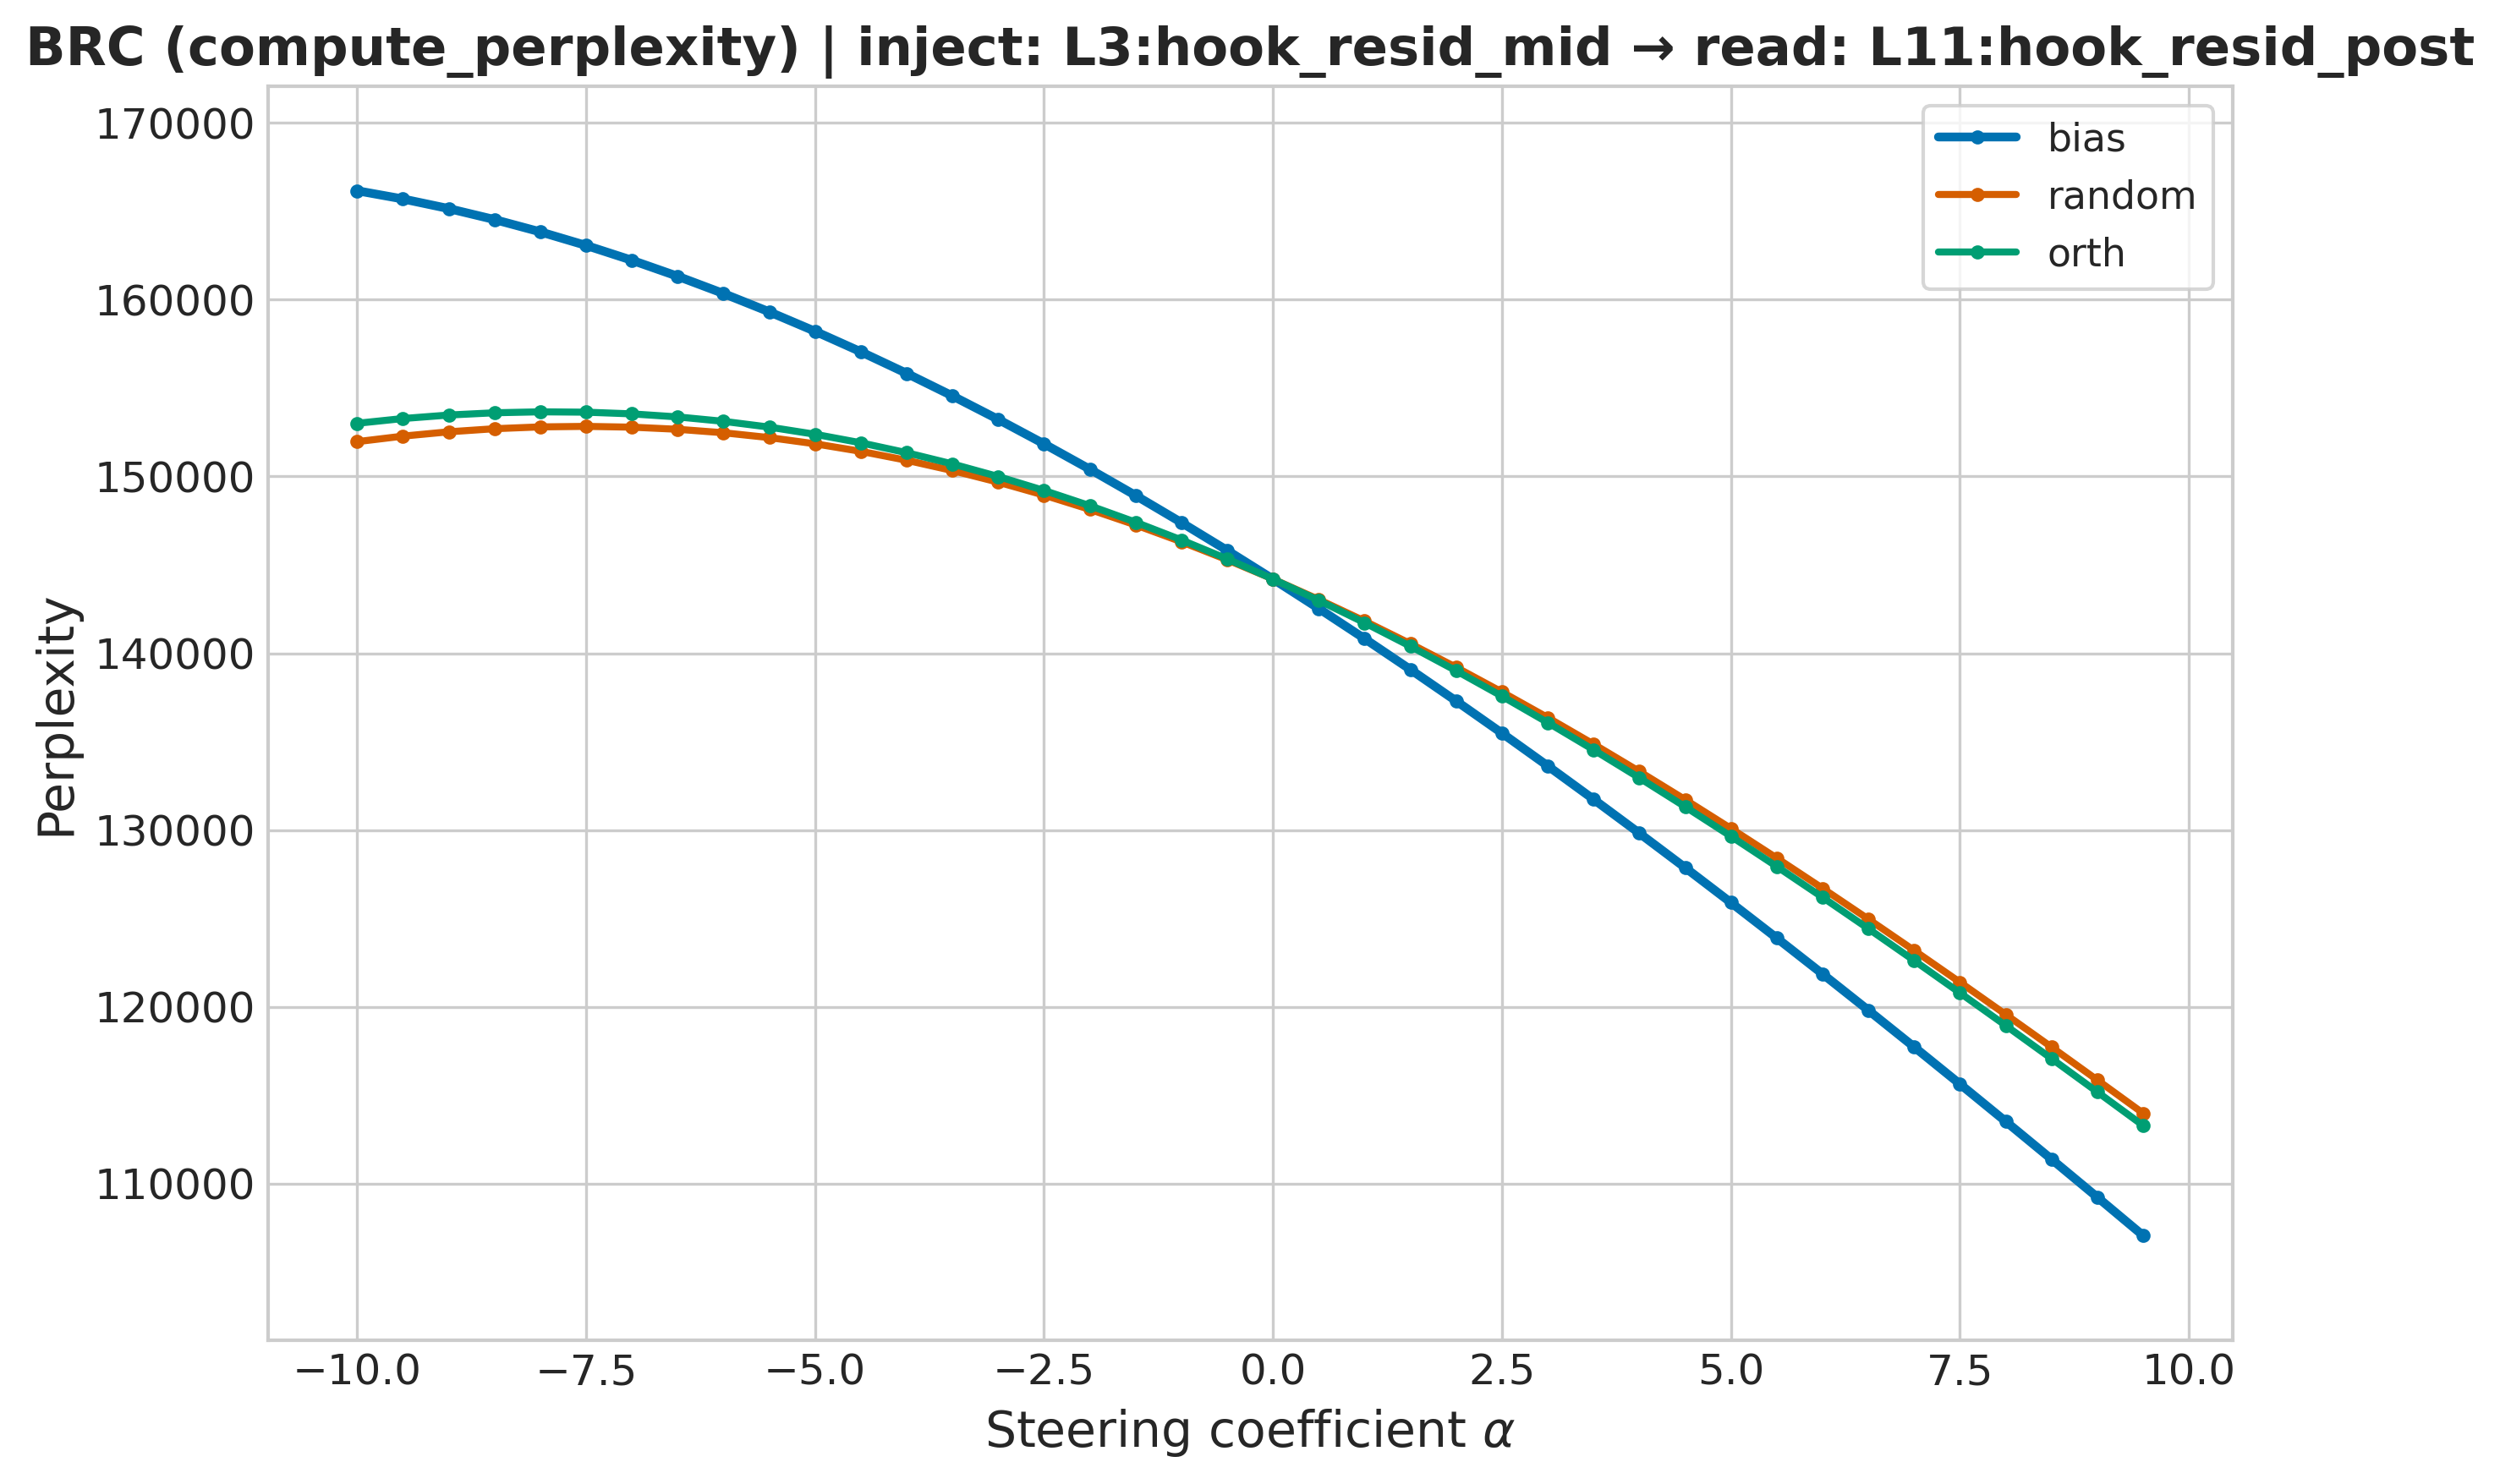 BRC (compute_perplexity) | inject: L3:hook_resid_mid → read: L11:hook_resid_post
170000
160000
150000
140000
130000
120000
110000
Perplexity
bias
random
orth
−10.0 −7.5 −5.0 −2.5 0.0 2.5 5.0 7.5 10.0
Steering coefficient α